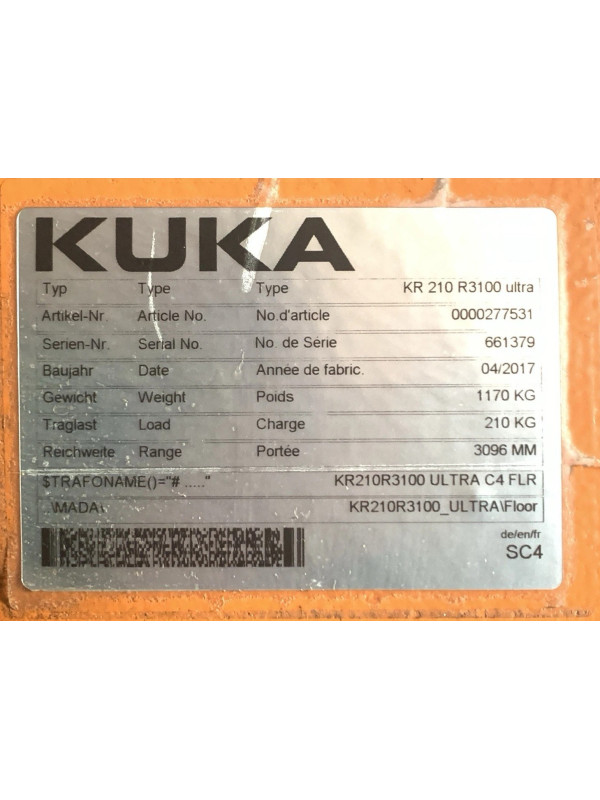 KUKA
Typ Type Type KR 210 R3100 ultra
Artikel-Nr. Article No. No.d'article 0000277531
Serien-Nr. Serial No. No. de Série 661379
Baujahr Date Année de fabric. 04/2017
Gewicht Weight Poids 1170 KG
Traglast Load Charge 210 KG
Reichweite Range Portée 3096 MM
$TRAFONAME()="# ....." KR210R3100 ULTRA C4 FLR
..\MADA\ KR210R3100_ULTRA\Floor
de/en/fr
SC4